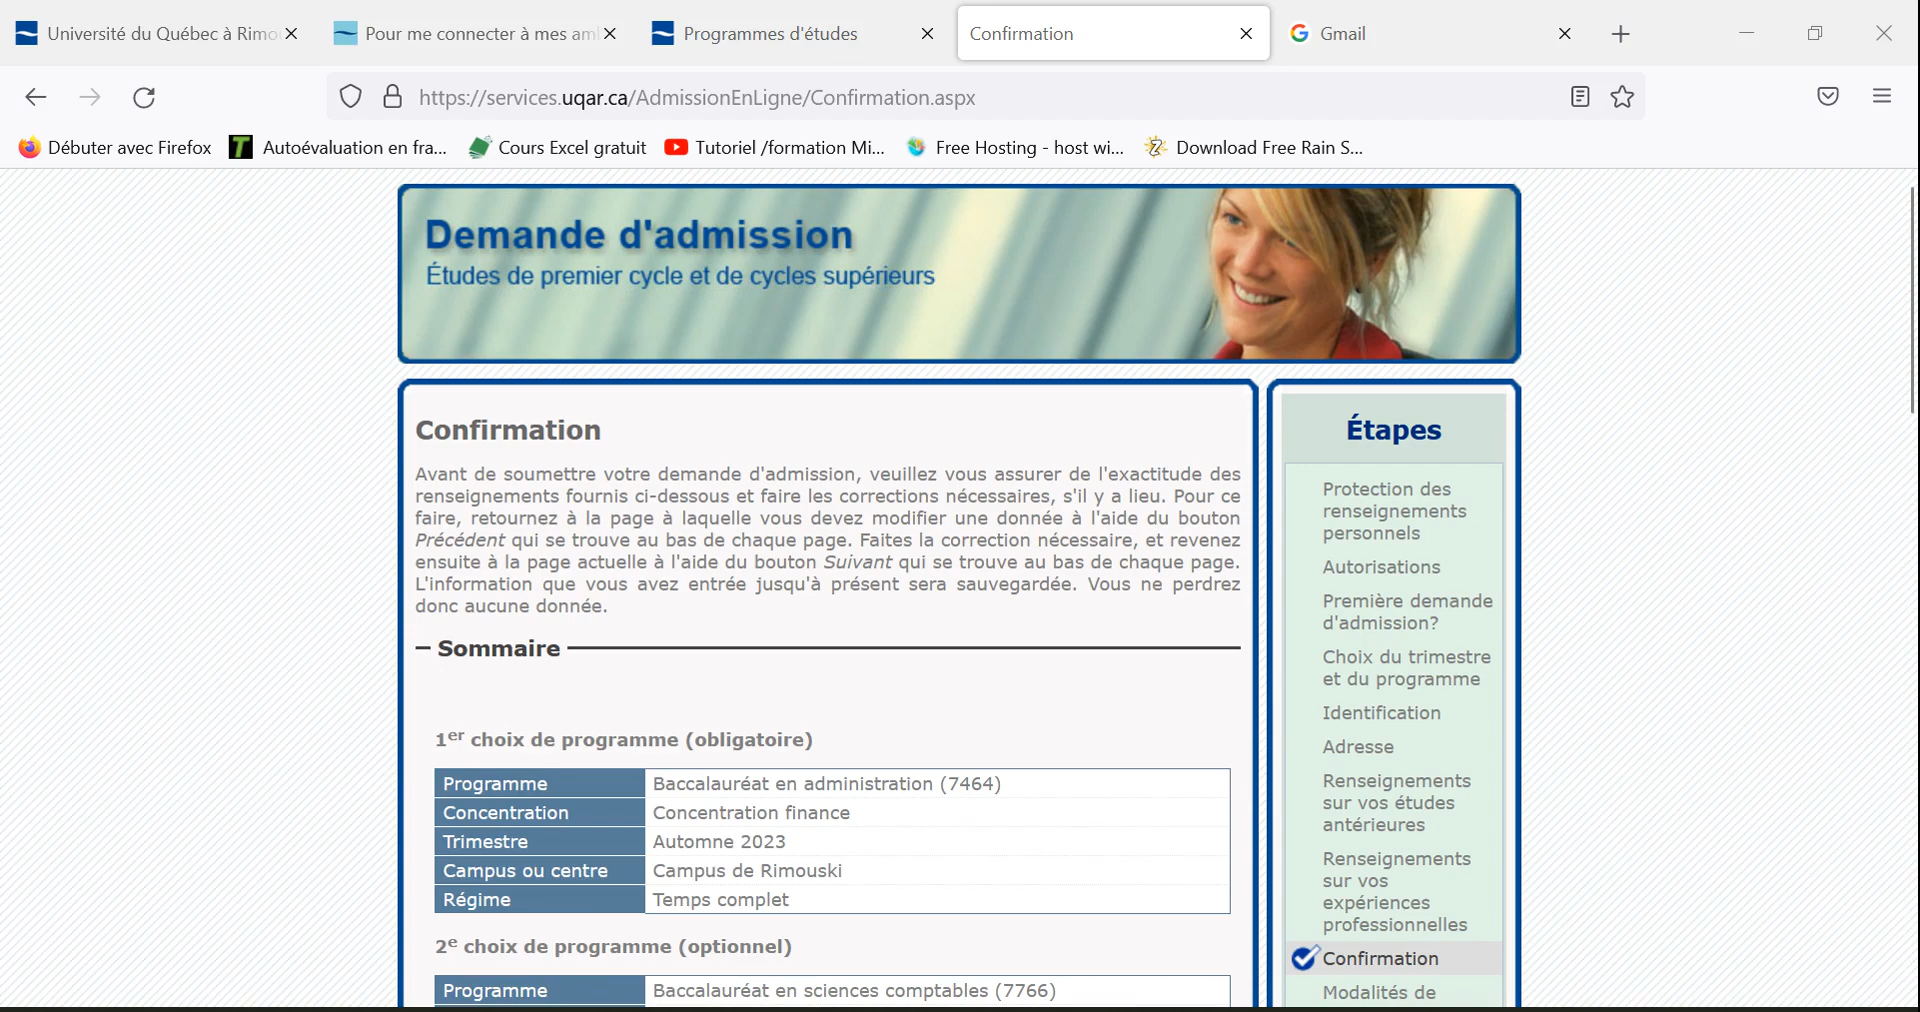 Université du Québec à Rimo
Pour me connecter à mes am
Programmes d'études
Confirmation
Gmail
https://services.uqar.ca/AdmissionEnLigne/Confirmation.aspx
Débuter avec Firefox
Autoévaluation en fra...
Cours Excel gratuit
Tutoriel /formation Mi...
Free Hosting - host wi...
Download Free Rain S...
Demande d'admission
Études de premier cycle et de cycles supérieurs
Confirmation
Avant de soumettre votre demande d'admission, veuillez vous assurer de l'exactitude des
renseignements fournis ci-dessous et faire les corrections nécessaires, s'il y a lieu. Pour ce
faire, retournez à la page à laquelle vous devez modifier une donnée à l'aide du bouton
Précédent qui se trouve au bas de chaque page. Faites la correction nécessaire, et revenez
ensuite à la page actuelle à l'aide du bouton Suivant qui se trouve au bas de chaque page.
L'information que vous avez entrée jusqu'à présent sera sauvegardée. Vous ne perdrez
donc aucune donnée.
Sommaire
1er choix de programme (obligatoire)
Programme Baccalauréat en administration (7464)
Concentration Concentration finance
Trimestre Automne 2023
Campus ou centre Campus de Rimouski
Régime Temps complet
2e choix de programme (optionnel)
Programme Baccalauréat en sciences comptables (7766)
Étapes
Protection des
renseignements
personnels
Autorisations
Première demande
d'admission?
Choix du trimestre
et du programme
Identification
Adresse
Renseignements
sur vos études
antérieures
Renseignements
sur vos
expériences
professionnelles
Confirmation
Modalités de